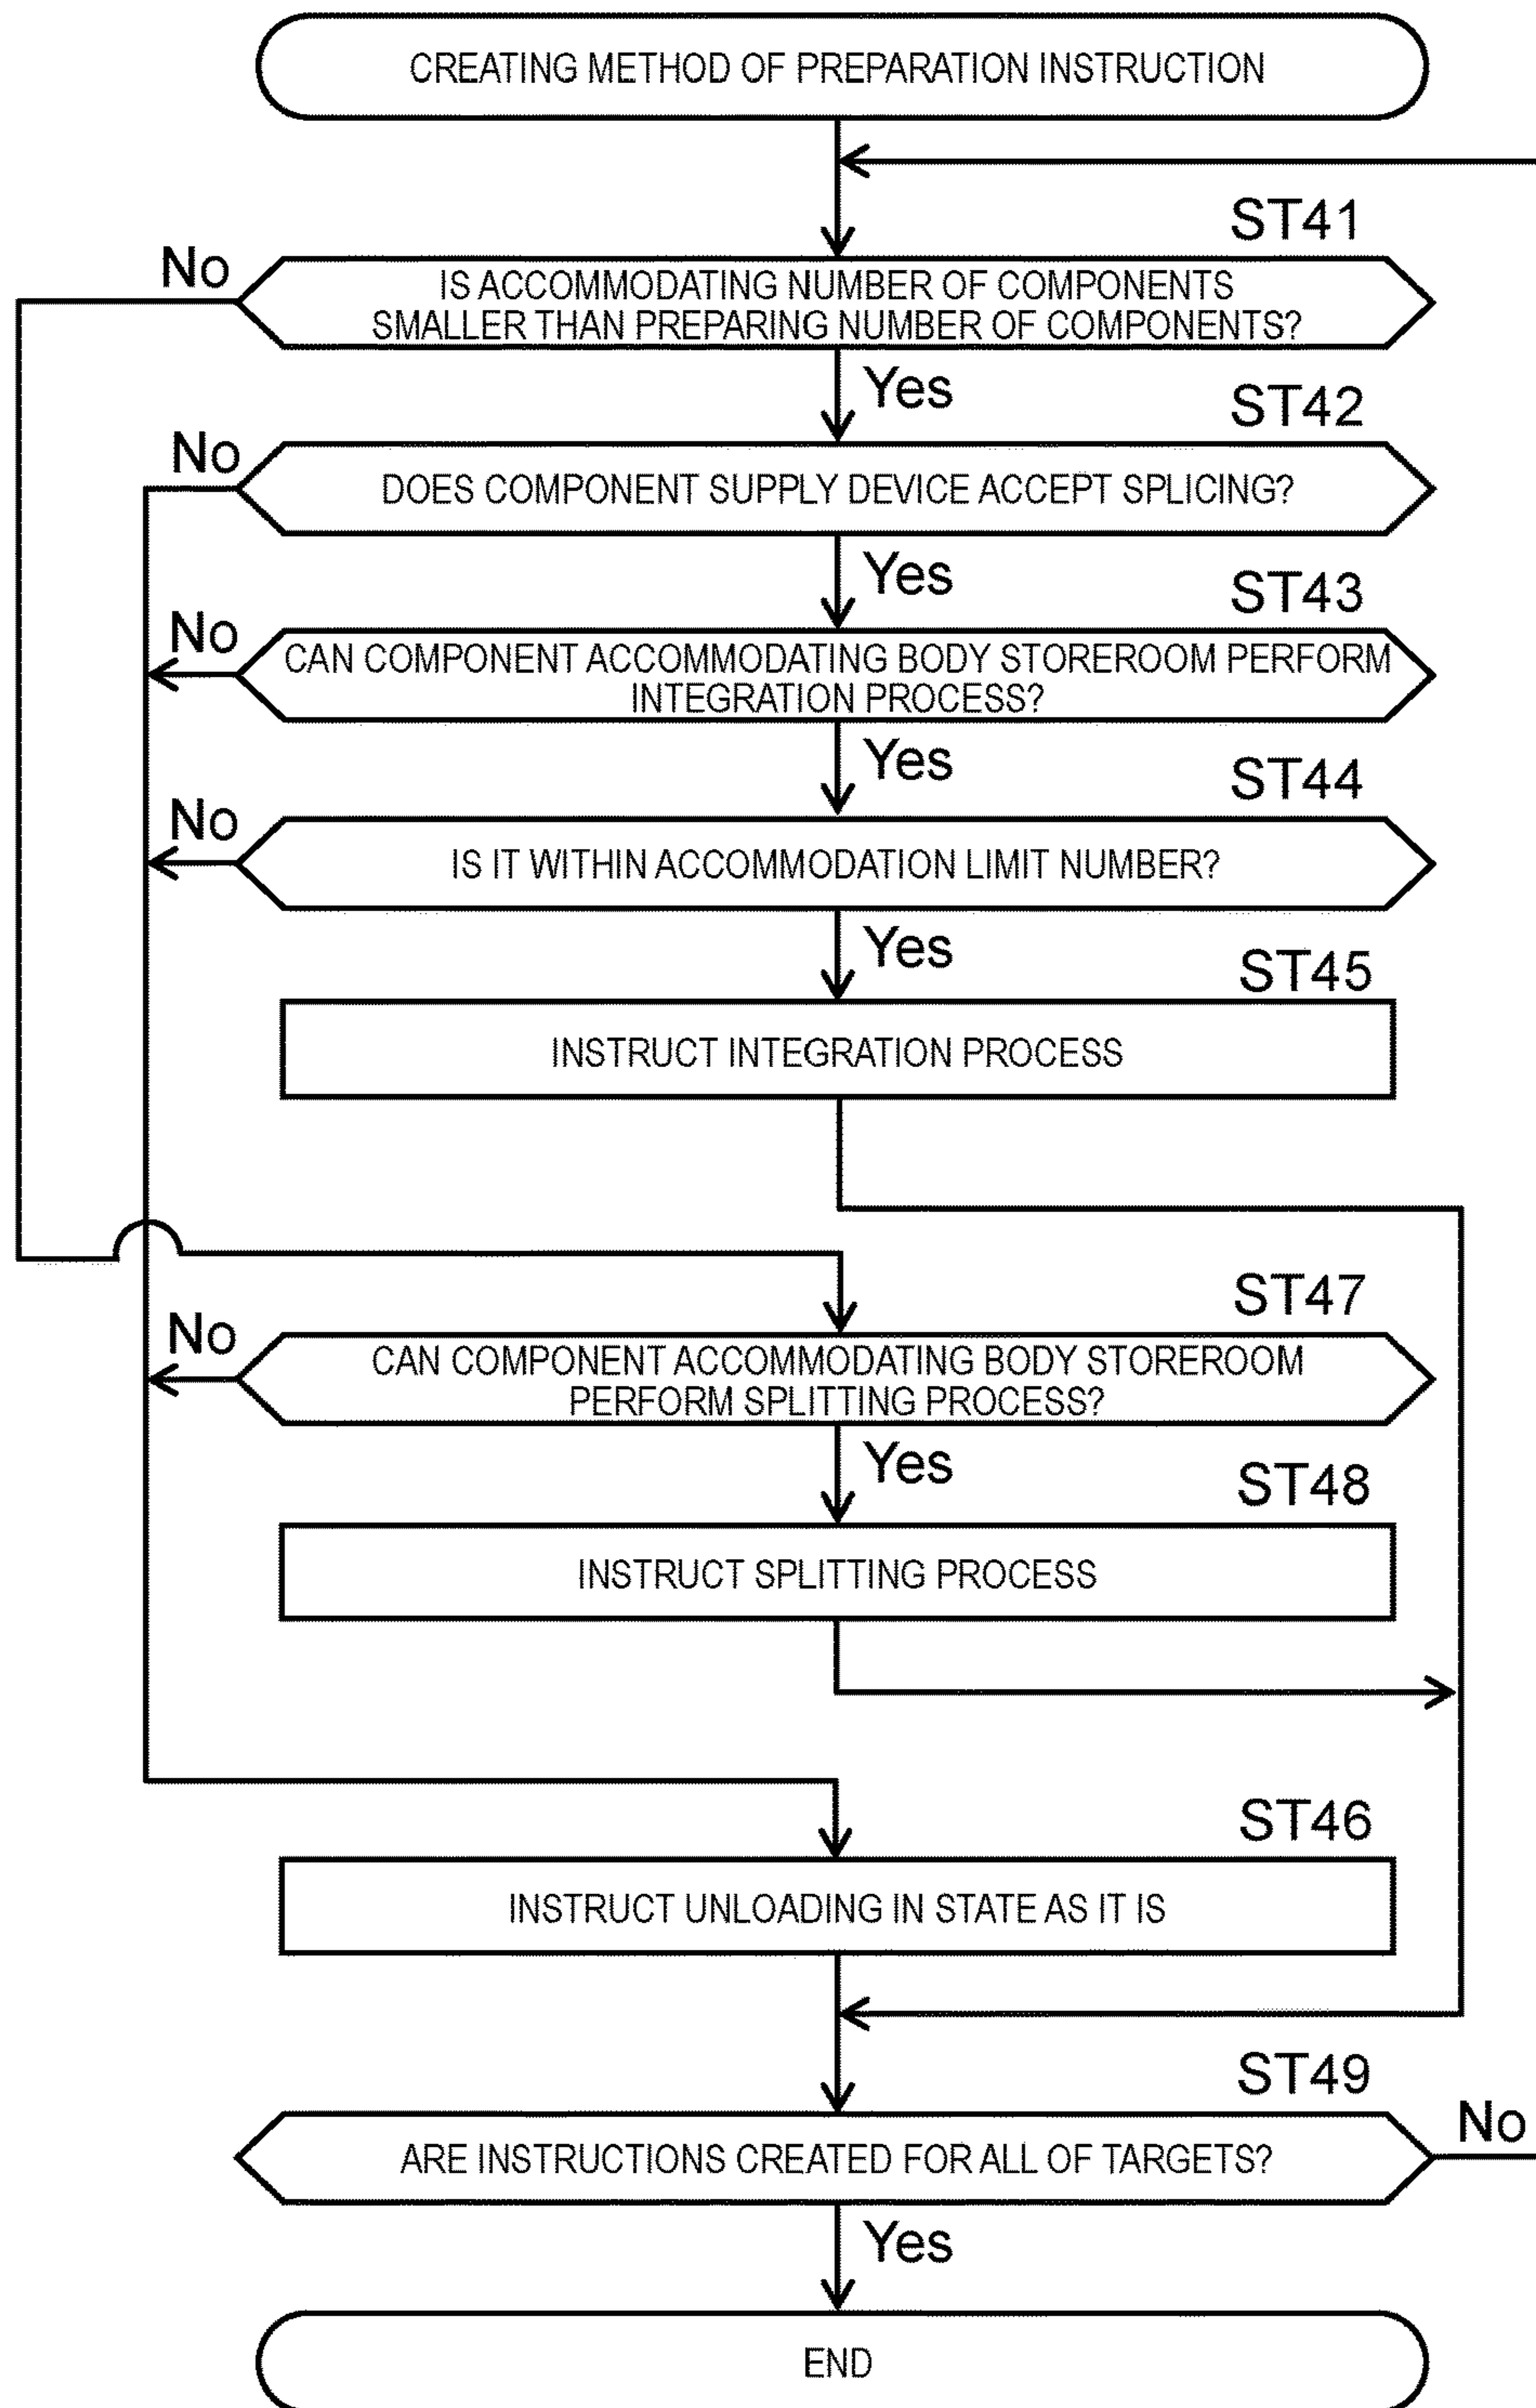 CREATING METHOD OF PREPARATION INSTRUCTION
ST41
No
IS ACCOMMODATING NUMBER OF COMPONENTS
SMALLER THAN PREPARING NUMBER OF COMPONENTS?
Yes
ST42
No
DOES COMPONENT SUPPLY DEVICE ACCEPT SPLICING?
Yes
ST43
No
CAN COMPONENT ACCOMMODATING BODY STOREROOM PERFORM
INTEGRATION PROCESS?
Yes
ST44
No
IS IT WITHIN ACCOMMODATION LIMIT NUMBER?
Yes
ST45
INSTRUCT INTEGRATION PROCESS
ST47
No
CAN COMPONENT ACCOMMODATING BODY STOREROOM
PERFORM SPLITTING PROCESS?
Yes
ST48
INSTRUCT SPLITTING PROCESS
ST46
INSTRUCT UNLOADING IN STATE AS IT IS
ST49
No
ARE INSTRUCTIONS CREATED FOR ALL OF TARGETS?
Yes
END